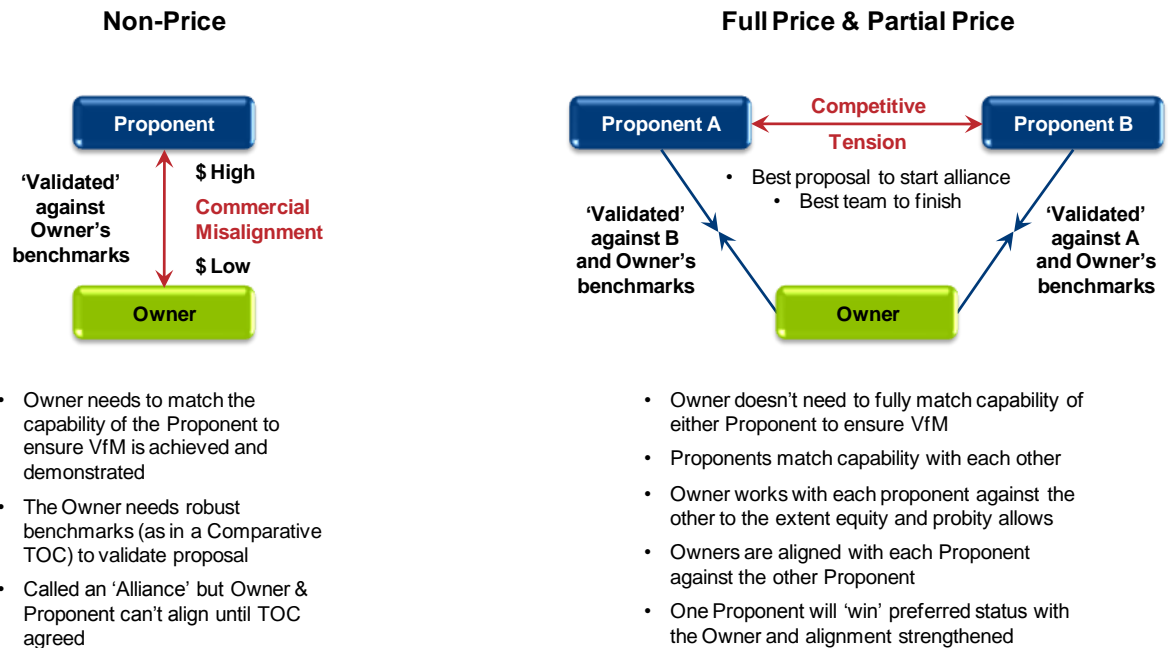 Non-Price
Proponent
‘Validated’
against
Owner’s
benchmarks
$ High
Commercial
Misalignment
$ Low
Owner
• Owner needs to match the
capability of the Proponent to
ensure VfM is achieved and
demonstrated
• The Owner needs robust
benchmarks (as in a Comparative
TOC) to validate proposal
• Called an ‘Alliance’ but Owner &
Proponent can’t align until TOC
agreed
Full Price & Partial Price
Proponent A
Competitive
Tension
Proponent B
• Best proposal to start alliance
• Best team to finish
‘Validated’
against B
and Owner’s
benchmarks
‘Validated’
against A
and Owner’s
benchmarks
Owner
• Owner doesn’t need to fully match capability of
either Proponent to ensure VfM
• Proponents match capability with each other
• Owner works with each proponent against the
other to the extent equity and probity allows
• Owners are aligned with each Proponent
against the other Proponent
• One Proponent will ‘win’ preferred status with
the Owner and alignment strengthened